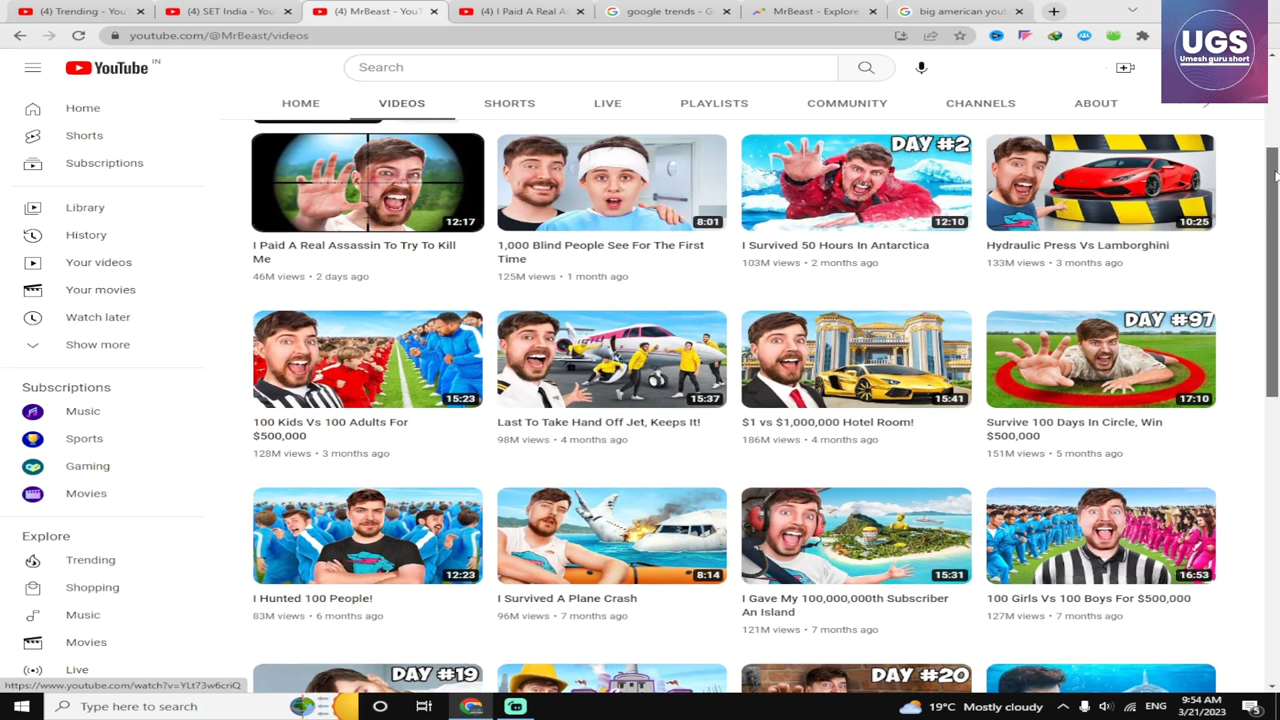 (4) Trending - YouT
(4) SET India - You
(4) MrBeast - YouT
(4) I Paid A Real A
google trends - G
MrBeast - Explore
big american yout
youtube.com/@MrBeast/videos
UGS
Umesh guru short
YouTube IN
Search
HOME
VIDEOS
SHORTS
LIVE
PLAYLISTS
COMMUNITY
CHANNELS
ABOUT
Home
Shorts
Subscriptions
Library
History
Your videos
Your movies
Watch later
Show more
Subscriptions
Music
Sports
Gaming
Movies
Explore
Trending
Shopping
Music
Movies
Live
12:17
I Paid A Real Assassin To Try To Kill
Me
46M views • 2 days ago
8:01
1,000 Blind People See For The First
Time
125M views • 1 month ago
DAY #2
12:10
I Survived 50 Hours In Antarctica
103M views • 2 months ago
10:25
Hydraulic Press Vs Lamborghini
133M views • 3 months ago
15:23
100 Kids Vs 100 Adults For
$500,000
128M views • 3 months ago
15:37
Last To Take Hand Off Jet, Keeps It!
98M views • 4 months ago
15:41
$1 vs $1,000,000 Hotel Room!
186M views • 4 months ago
DAY #97
17:10
Survive 100 Days In Circle, Win
$500,000
151M views • 5 months ago
12:23
I Hunted 100 People!
83M views • 6 months ago
8:14
I Survived A Plane Crash
96M views • 7 months ago
15:31
I Gave My 100,000,000th Subscriber
An Island
121M views • 7 months ago
16:53
100 Girls Vs 100 Boys For $500,000
127M views • 7 months ago
DAY #19
DAY #20
https://www.youtube.com/watch?v=YLt73w6criQ
Type here to search
19°C Mostly cloudy
ENG
9:54 AM
3/21/2023
5